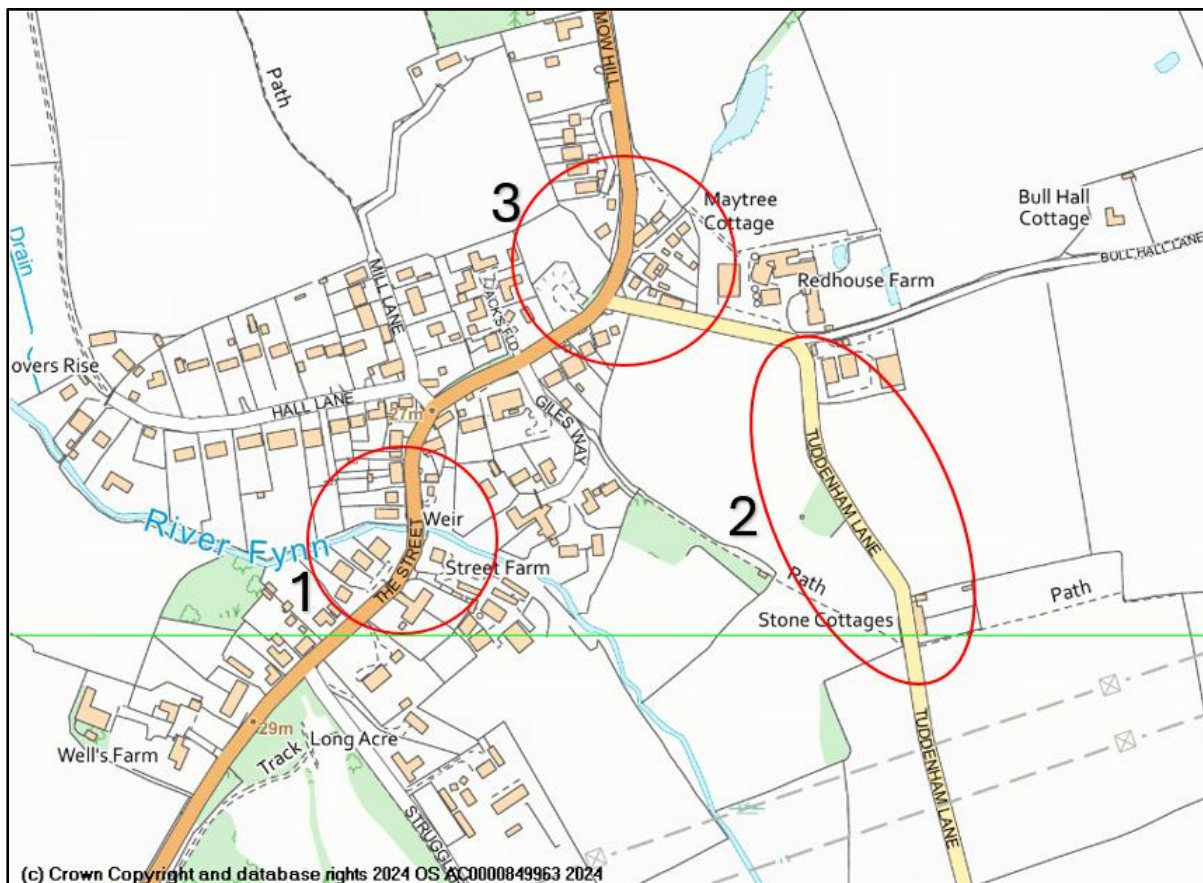 MOW HILL
Path
3
Maytree
Cottage
Bull Hall
Cottage
BULL HALL LANE
Drain
Redhouse Farm
MILL LANE
JACK'S FLD
overs Rise
HALL LANE
27m
GILES WAY
TUDDENHAM LANE
River Fynn
Weir
THE STREET
2
Street Farm
1
Path
Path
Stone Cottages
29m
Well's Farm
Track
Long Acre
STRUGGL
TUDDENHAM LANE
(c) Crown Copyright and database rights 2024 OS AC0000849963 2024